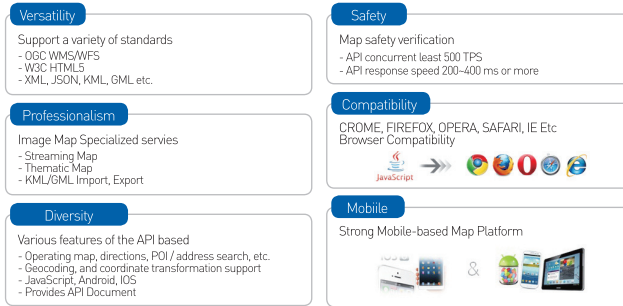 Versatility
Support a variety of standards
- OGC WMS/WFS
- W3C HTML5
- XML, JSON, KML, GML etc.
Professionalism
Image Map Specialized servies
- Streaming Map
- Thematic Map
- KML/GML Import, Export
Diversity
Various features of the API based
- Operating map, directions, POI / address search, etc.
- Geocoding, and coordinate transformation support
- JavaScript, Android, IOS
- Provides API Document
Safety
Map safety verification
- API concurrent least 500 TPS
- API response speed 200~400 ms or more
Compatibility
CROME, FIREFOX, OPERA, SAFARI, IE Etc
Browser Compatibility
JavaScript
Mobiile
Strong Mobile-based Map Platform
&